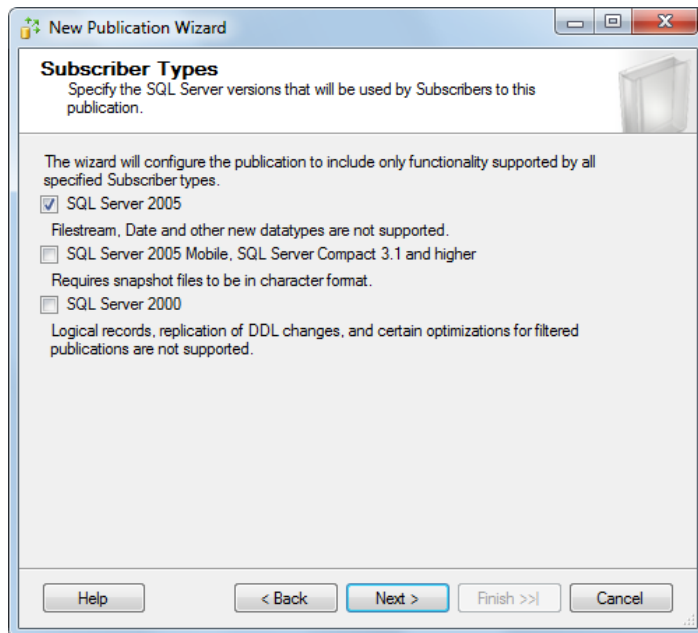 New Publication Wizard
Subscriber Types
Specify the SQL Server versions that will be used by Subscribers to this
publication.
The wizard will configure the publication to include only functionality supported by all
specified Subscriber types.
SQL Server 2005
Filestream, Date and other new datatypes are not supported.
SQL Server 2005 Mobile, SQL Server Compact 3.1 and higher
Requires snapshot files to be in character format.
SQL Server 2000
Logical records, replication of DDL changes, and certain optimizations for filtered
publications are not supported.
Help
< Back
Next >
Finish >>|
Cancel